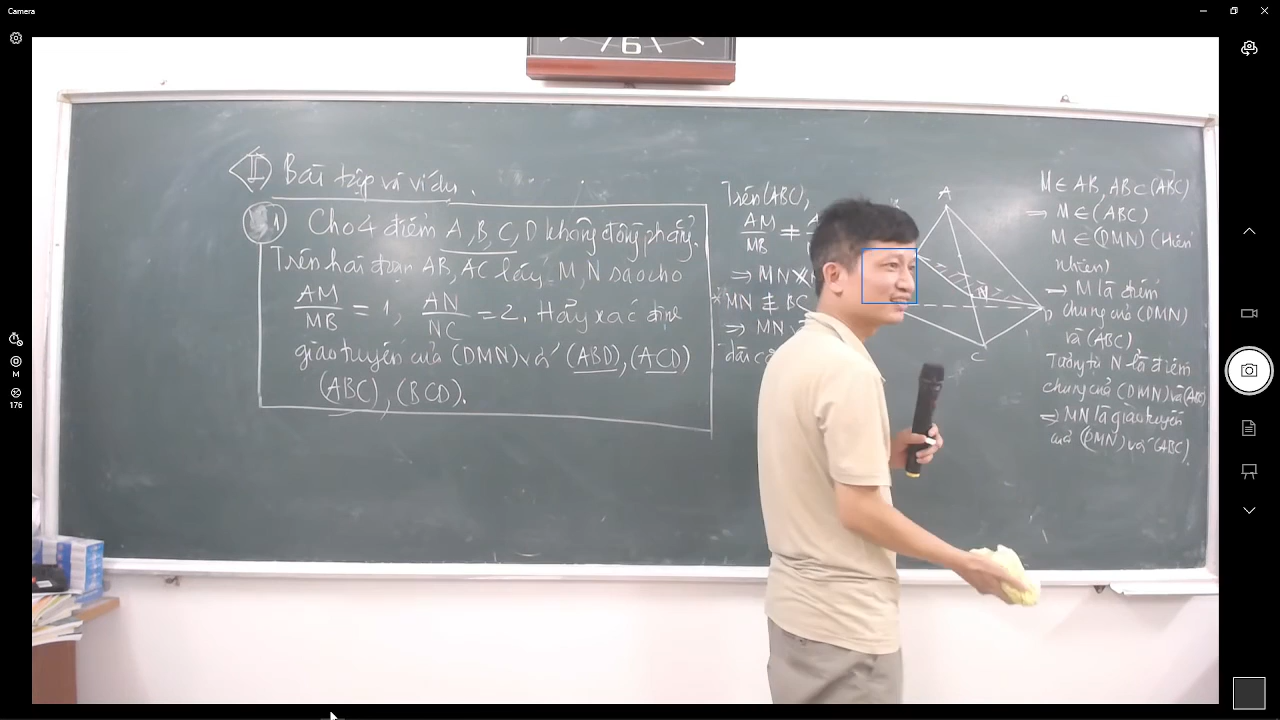 Camera
6
II Bài tập và ví dụ.
1 Cho 4 điểm A, B, C, D không đồng phẳng.
Trên hai đoạn AB, AC lấy M, N sao cho
AM/MB = 1, AN/NC = 2. Hãy xác định
giao tuyến của (DMN) và (ABD), (ACD)
(ABC), (BCD).
Trên (ABC),
AM/MB ≠
⇒ MN
MN ≢ BC
⇒ MN
A
N
D
C
M ∈ AB, AB ⊂ (ABC)
⇒ M ∈ (ABC)
M ∈ (DMN) (Hiển
nhiên)
⇒ M là điểm
chung của (DMN)
và (ABC)
Tương tự N là điểm
chung của (DMN) và (ABC)
⇒ MN là giao tuyến
của (DMN) và (ABC).
M
176